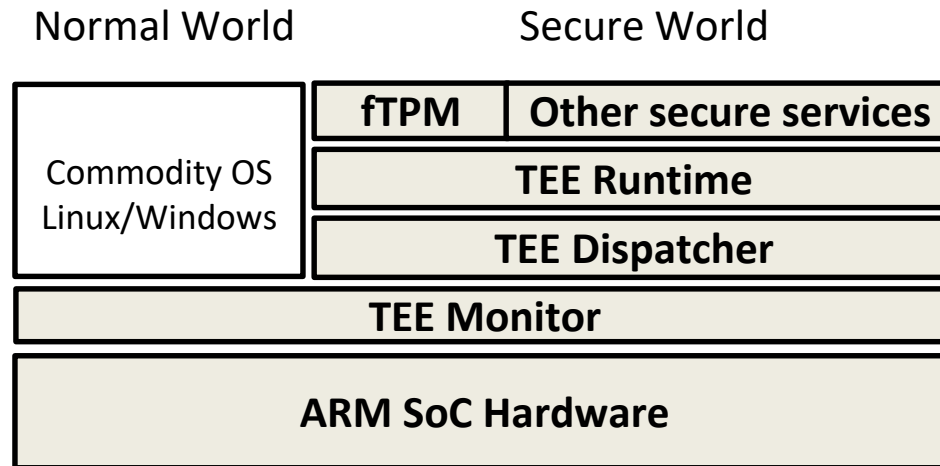 Normal World
Secure World
Commodity OS
Linux/Windows
fTPM
Other secure services
TEE Runtime
TEE Dispatcher
TEE Monitor
ARM SoC Hardware